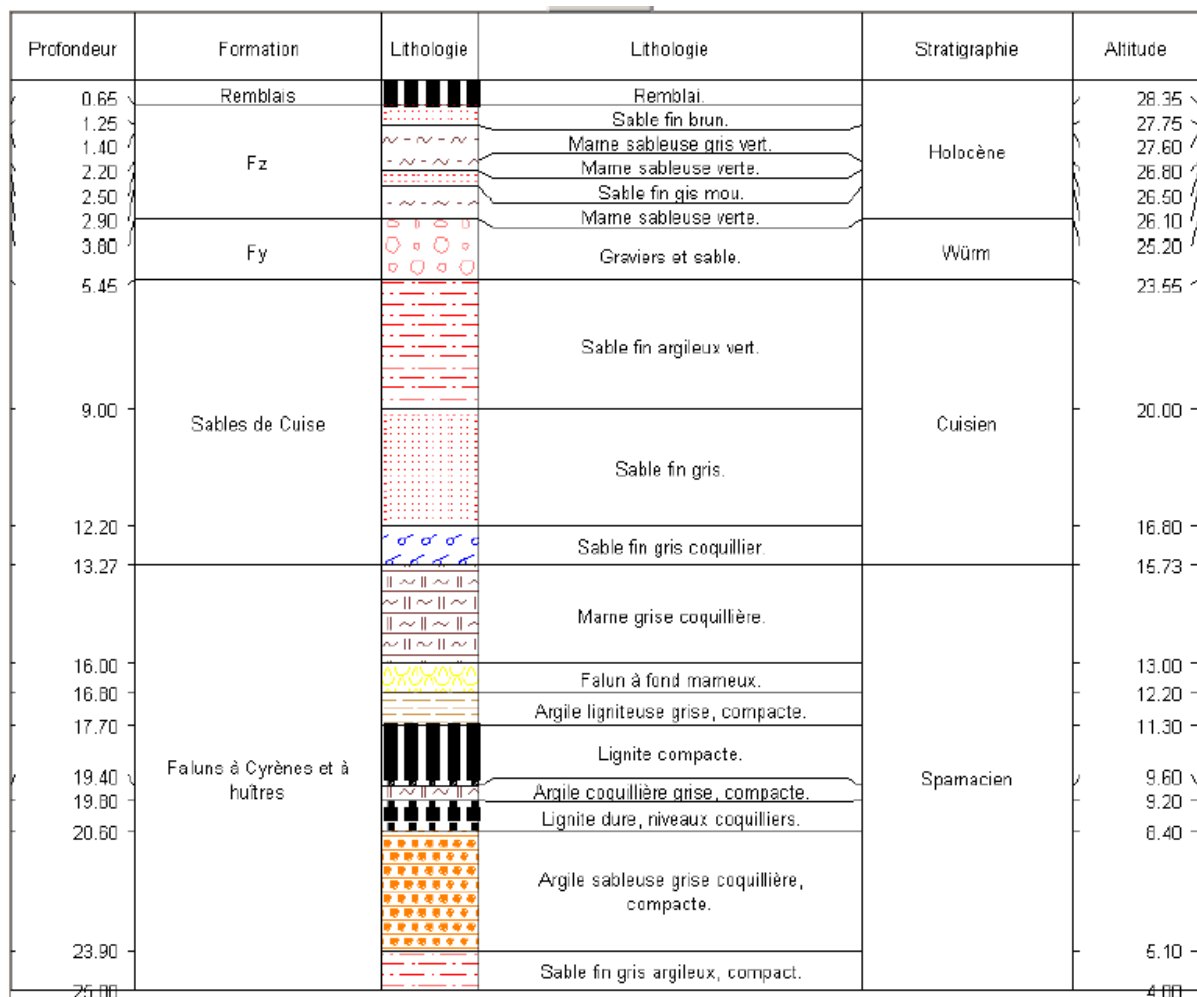 Profondeur Formation Lithologie Lithologie Stratigraphie Altitude
0.65 Remblais Remblai. 28.35
1.25 Sable fin brun. 27.75
1.40 Marne sableuse gris vert. 27.60
Fz Holocène
2.20 Marne sableuse verte. 26.80
2.50 Sable fin gis mou. 26.50
2.90 Marne sableuse verte. 26.10
3.80 25.20
Fy Graviers et sable. Würm
5.45 23.55
Sable fin argileux vert.
9.00 20.00
Sables de Cuise Cuisien
Sable fin gris.
12.20 16.80
Sable fin gris coquillier.
13.27 15.73
Marne grise coquillière.
16.00 13.00
Falun à fond marneux.
16.80 12.20
Argile ligniteuse grise, compacte.
17.70 11.30
Lignite compacte.
Faluns à Cyrènes et à
huîtres
Sparnacien
19.40 9.60
Argile coquillière grise, compacte.
19.80 9.20
Lignite dure, niveaux coquilliers.
20.60 8.40
Argile sableuse grise coquillière,
compacte.
23.90 5.10
Sable fin gris argileux, compact.
25.00 4.00